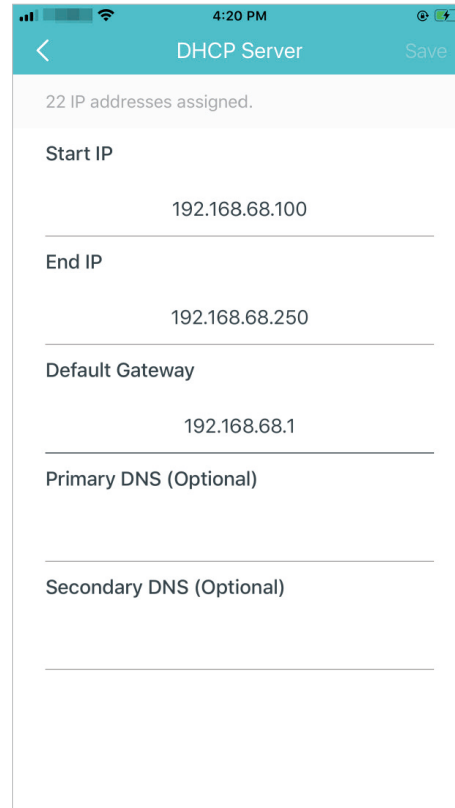 4:20 PM
DHCP Server
Save
22 IP addresses assigned.
Start IP
192.168.68.100
End IP
192.168.68.250
Default Gateway
192.168.68.1
Primary DNS (Optional)
Secondary DNS (Optional)